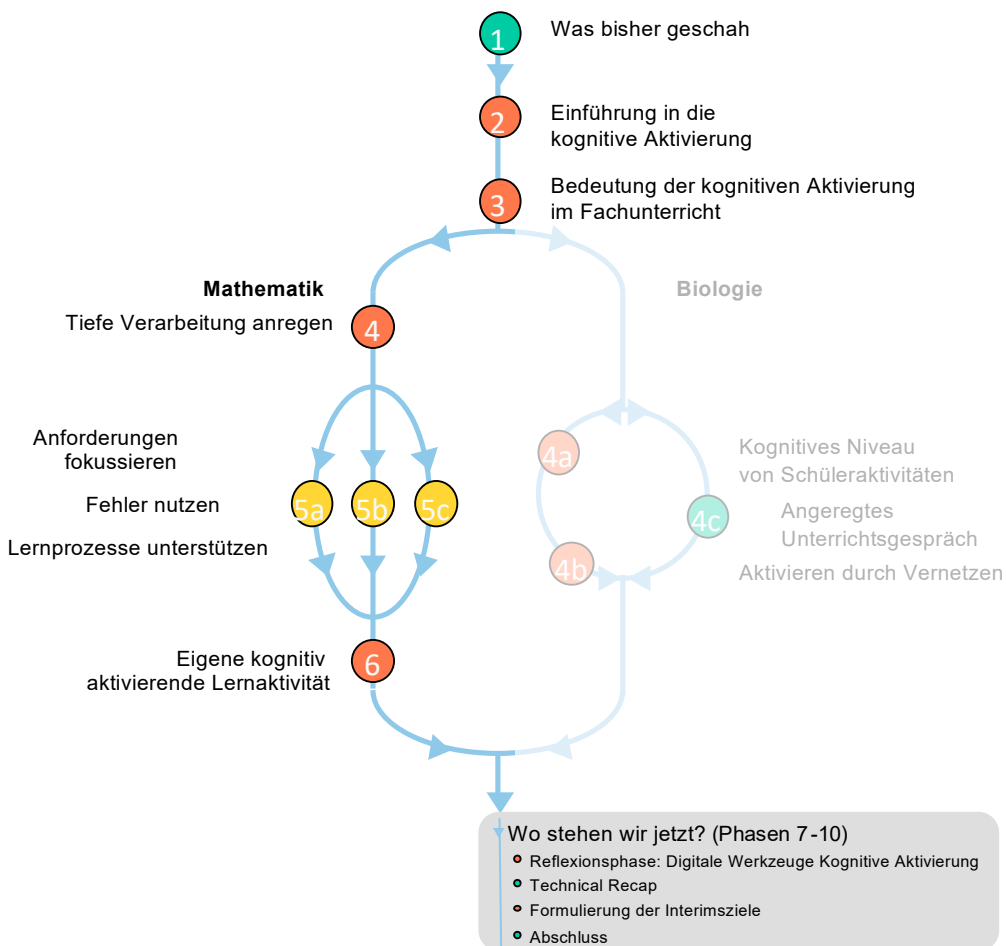 1
Was bisher geschah
2
Einführung in die
kognitive Aktivierung
3
Bedeutung der kognitiven Aktivierung
im Fachunterricht
Mathematik
Tiefe Verarbeitung anregen
4
Anforderungen
fokussieren
Fehler nutzen
Lernprozesse unterstützen
5a
5b
5c
Eigene kognitiv
aktivierende Lernaktivität
6
Biologie
4a
4b
4c
Kognitives Niveau
von Schüleraktivitäten
Angeregtes
Unterrichtsgespräch
Aktivieren durch Vernetzen
Wo stehen wir jetzt? (Phasen 7-10)
Reflexionsphase: Digitale Werkzeuge Kognitive Aktivierung
Technical Recap
Formulierung der Interimsziele
Abschluss